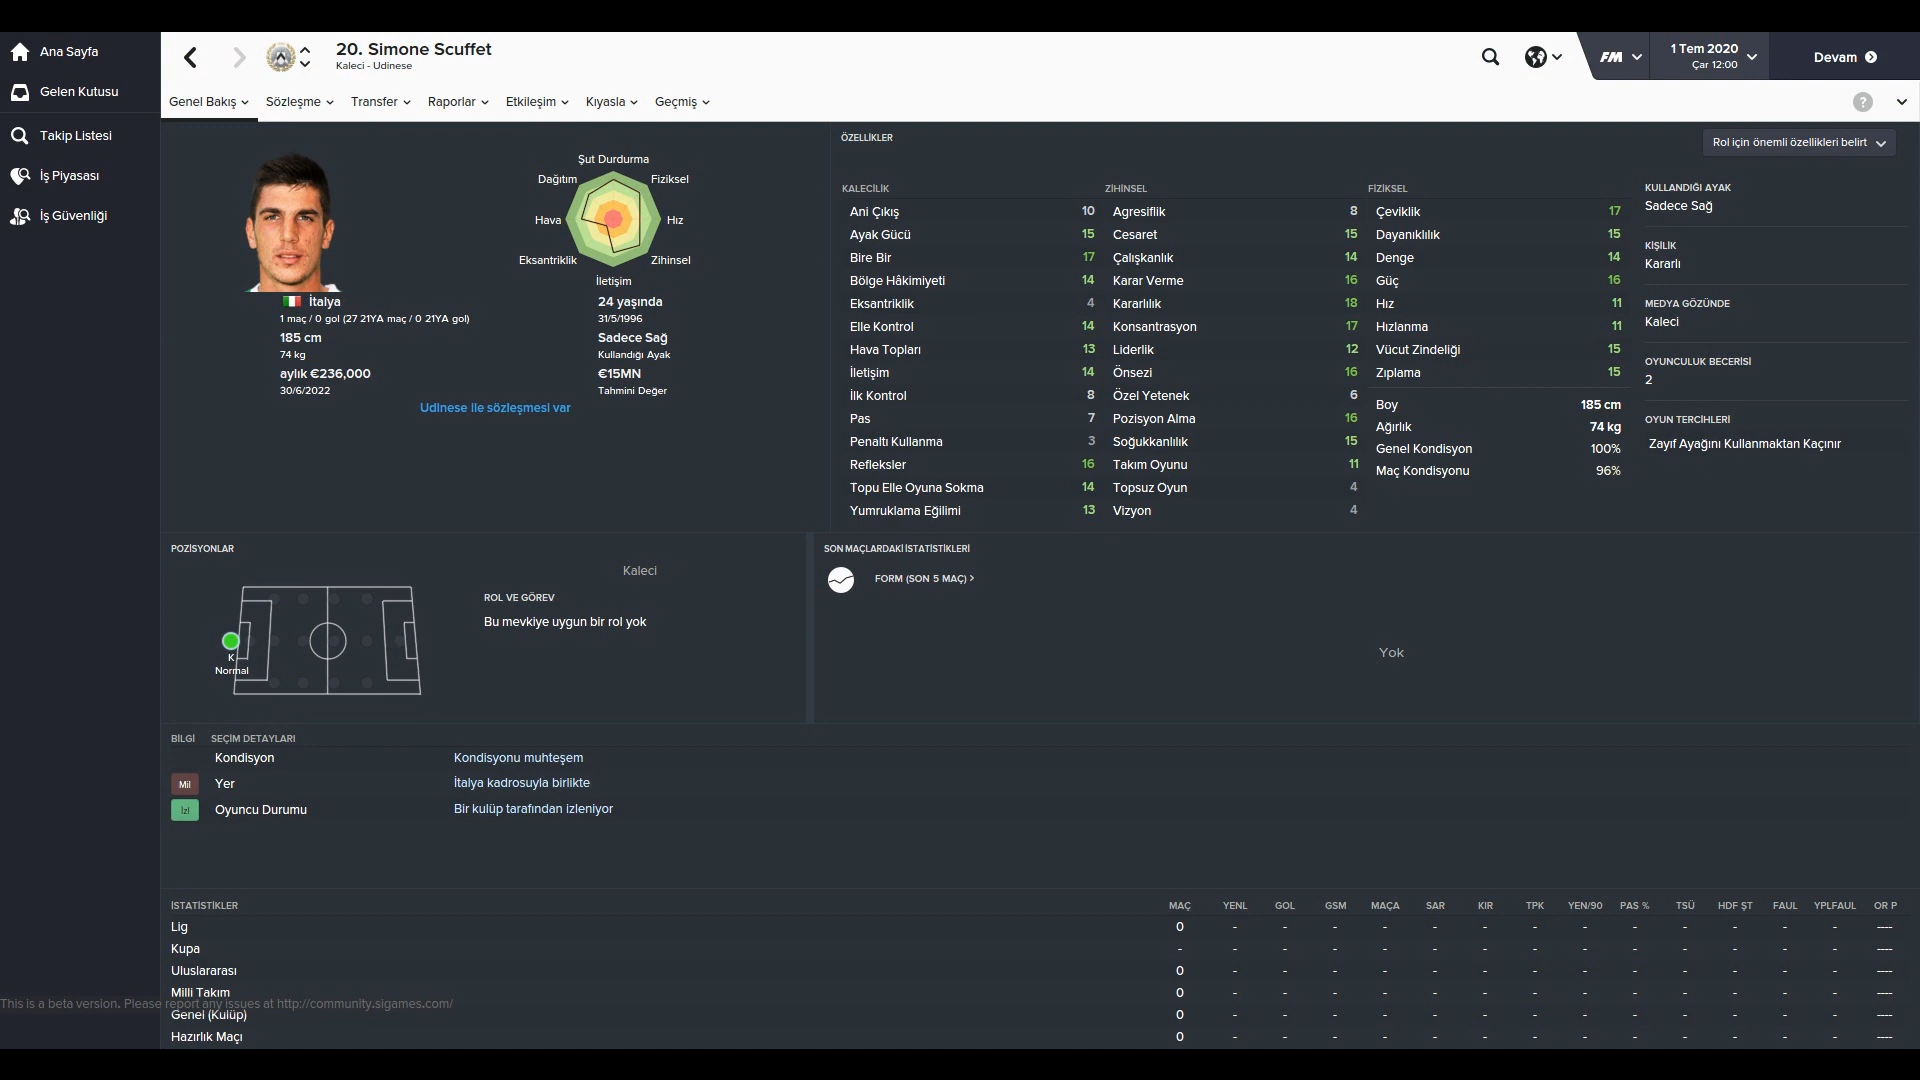 Ana Sayfa
Gelen Kutusu
Takip Listesi
İş Piyasası
İş Güvenliği
20. Simone Scuffet
Kaleci - Udinese
FM
1 Tem 2020
Çar 12:00
Devam
Genel Bakış Sözleşme Transfer Raporlar Etkileşim Kıyasla Geçmiş
?
İtalya
1 maç / 0 gol (27 21YA maç / 0 21YA gol)
185 cm
74 kg
aylık €236,000
30/6/2022
24 yaşında
31/5/1996
Sadece Sağ
Kullandığı Ayak
€15MN
Tahmini Değer
Udinese ile sözleşmesi var
Şut Durdurma
Dağıtım
Fiziksel
Hava
Hız
Eksantriklik
Zihinsel
İletişim
ÖZELLİKLER
Rol için önemli özellikleri belirt
KALECİLİK
Ani Çıkış 10
Ayak Gücü 15
Bire Bir 17
Bölge Hâkimiyeti 14
Eksantriklik 4
Elle Kontrol 14
Hava Topları 13
İletişim 14
İlk Kontrol 8
Pas 7
Penaltı Kullanma 3
Refleksler 16
Topu Elle Oyuna Sokma 14
Yumruklama Eğilimi 13
ZİHİNSEL
Agresiflik 8
Cesaret 15
Çalışkanlık 14
Karar Verme 16
Kararlılık 18
Konsantrasyon 17
Liderlik 12
Önsezi 16
Özel Yetenek 6
Pozisyon Alma 16
Soğukkanlılık 15
Takım Oyunu 11
Topsuz Oyun 4
Vizyon 4
FİZİKSEL
Çeviklik 17
Dayanıklılık 15
Denge 14
Güç 16
Hız 11
Hızlanma 11
Vücut Zindeliği 15
Zıplama 15
Boy 185 cm
Ağırlık 74 kg
Genel Kondisyon 100%
Maç Kondisyonu 96%
KULLANDIĞI AYAK
Sadece Sağ
KİŞİLİK
Kararlı
MEDYA GÖZÜNDE
Kaleci
OYUNCULUK BECERİSİ
2
OYUN TERCİHLERİ
Zayıf Ayağını Kullanmaktan Kaçınır
POZİSYONLAR
K
Normal
Kaleci
ROL VE GÖREV
Bu mevkiye uygun bir rol yok
SON MAÇLARDAKİ İSTATİSTİKLERİ
FORM (SON 5 MAÇ) >
Yok
BİLGİ SEÇİM DETAYLARI
Kondisyon Kondisyonu muhteşem
Mil Yer İtalya kadrosuyla birlikte
İzl Oyuncu Durumu Bir kulüp tarafından izleniyor
İSTATİSTİKLER MAÇ YENL GOL GSM MAÇA SAR KIR TPK YEN/90 PAS % TSÜ HDF ŞT FAUL YPLFAUL OR P
Lig 0 - - - - - - - - - - - - - ----
Kupa - - - - - - - - - - - - - - ----
Uluslararası 0 - - - - - - - - - - - - - ----
Milli Takım 0 - - - - - - - - - - - - - ----
This is a beta version. Please report any issues at http://community.sigames.com/
Genel (Kulüp) 0 - - - - - - - - - - - - - ----
Hazırlık Maçı 0 - - - - - - - - - - - - - ----